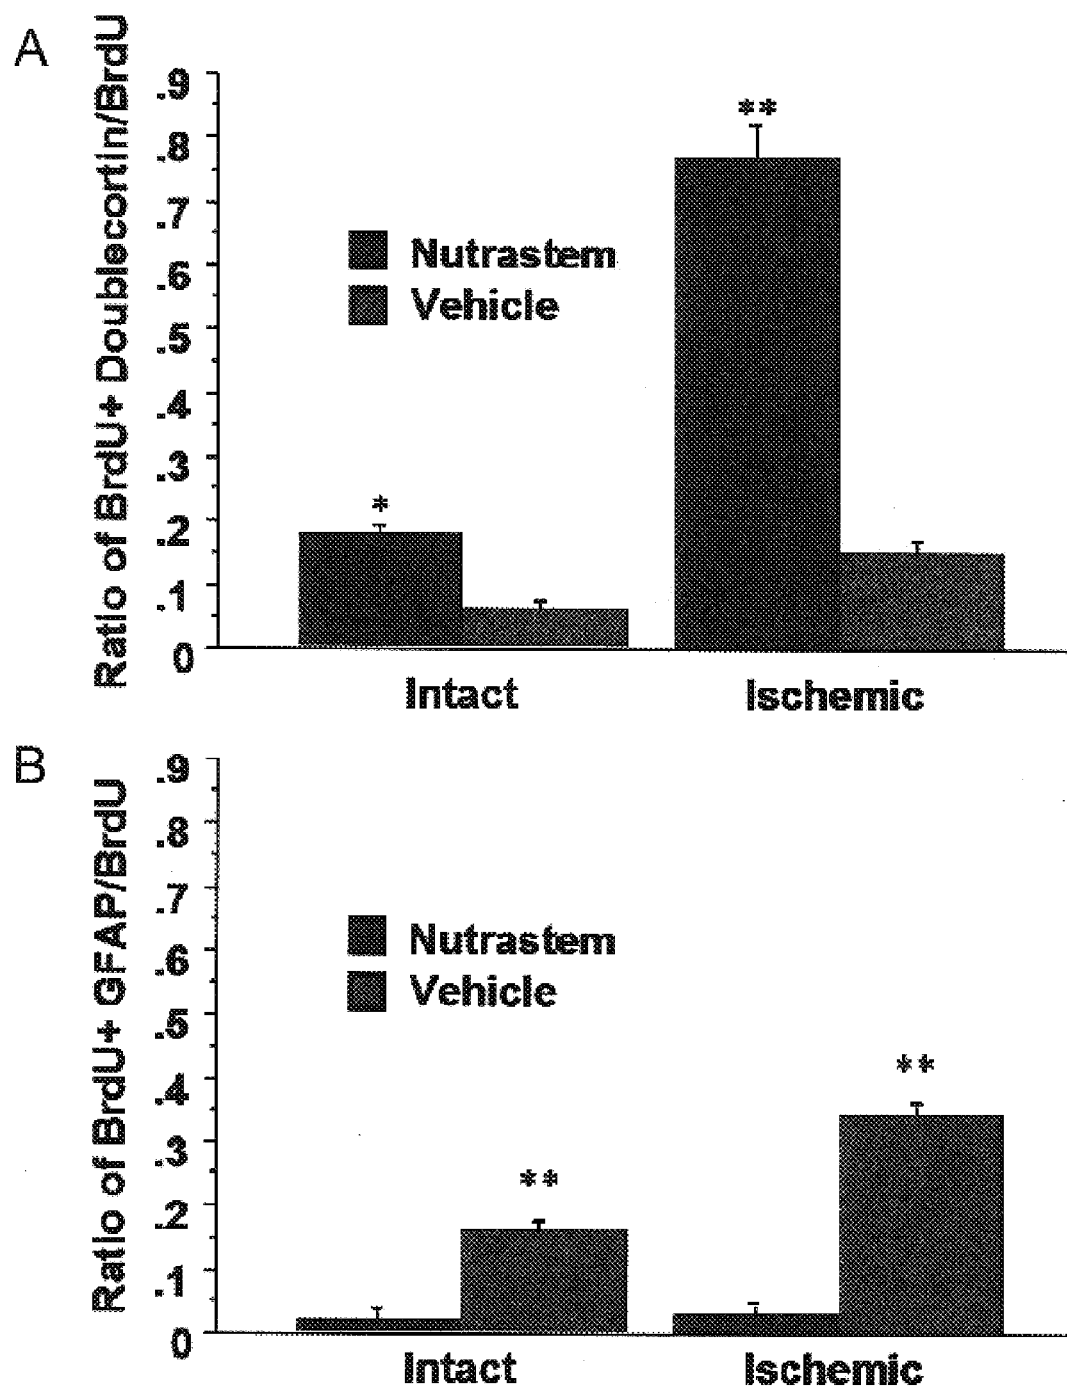 A
Ratio of BrdU+ Doublecortin/BrdU
.9
.8
.7
.6
.5
.4
.3
.2
.1
0
**
*
Nutrastem
Vehicle
Intact
Ischemic
B
Ratio of BrdU+ GFAP/BrdU
.9
.8
.7
.6
.5
.4
.3
.2
.1
0
Nutrastem
Vehicle
**
**
Intact
Ischemic